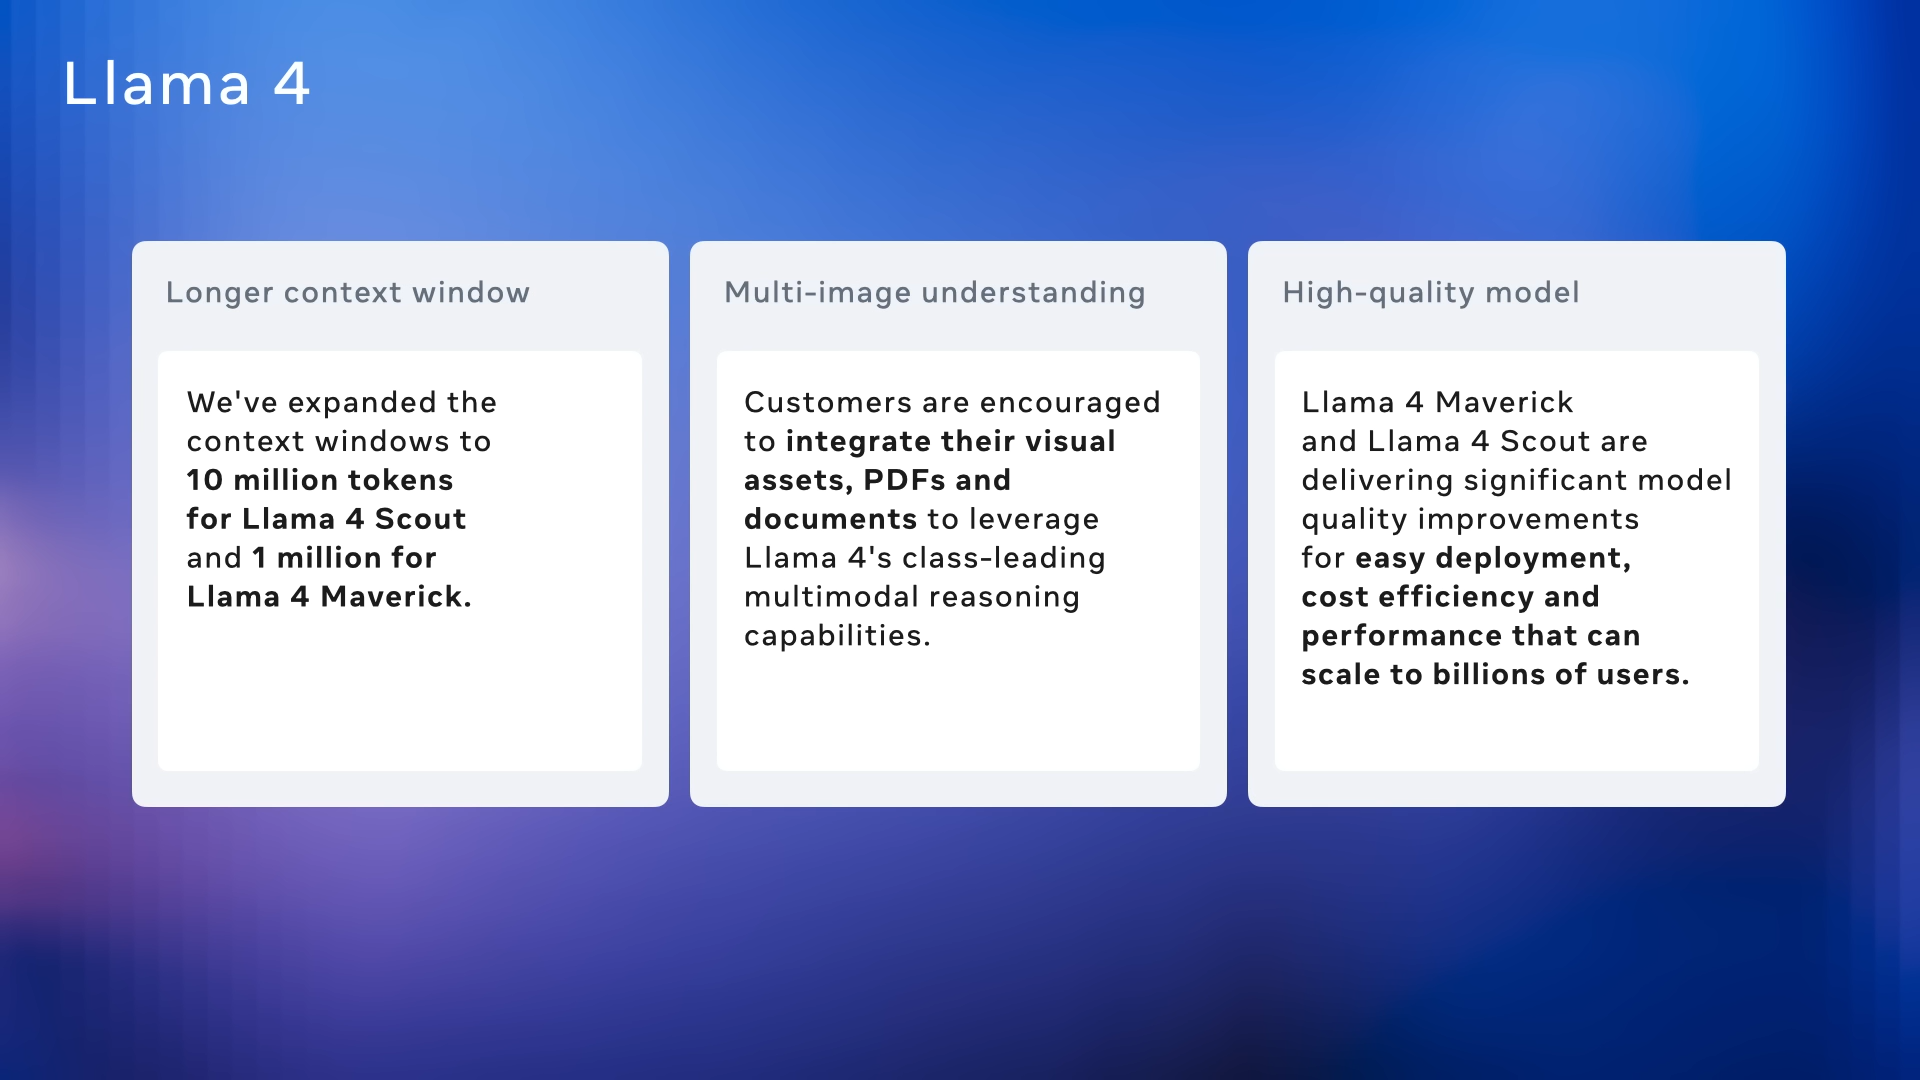 Llama 4
Longer context window
We've expanded the
context windows to
10 million tokens
for Llama 4 Scout
and 1 million for
Llama 4 Maverick.
Multi-image understanding
Customers are encouraged
to integrate their visual
assets, PDFs and
documents to leverage
Llama 4's class-leading
multimodal reasoning
capabilities.
High-quality model
Llama 4 Maverick
and Llama 4 Scout are
delivering significant model
quality improvements
for easy deployment,
cost efficiency and
performance that can
scale to billions of users.